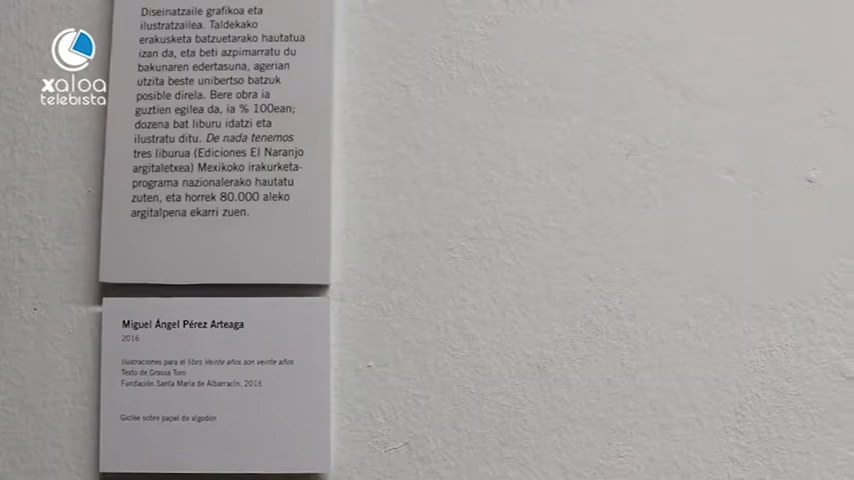 xaloa
telebista
Diseinatzaile grafikoa eta
ilustratzailea. Taldekako
erakusketa batzuetarako hautatua
izan da, eta beti azpimarratu du
bakunaren edertasuna, agerian
utzita beste unibertso batzuk
posible direla. Bere obra ia
guztien egilea da, ia % 100ean;
dozena bat liburu idatzi eta
ilustratu ditu. De nada tenemos
tres liburua (Ediciones El Naranjo
argitaletxea) Mexikoko irakurketa-
programa nazionalerako hautatu
zuten, eta horrek 80.000 aleko
argitalpena ekarri zuen.
Miguel Ángel Pérez Arteaga
2016
Ilustraciones para el libro Veinte años son veinte años
Texto de Grassa Toro
Fundación Santa María de Albarracín, 2016
Giclée sobre papel de algodón